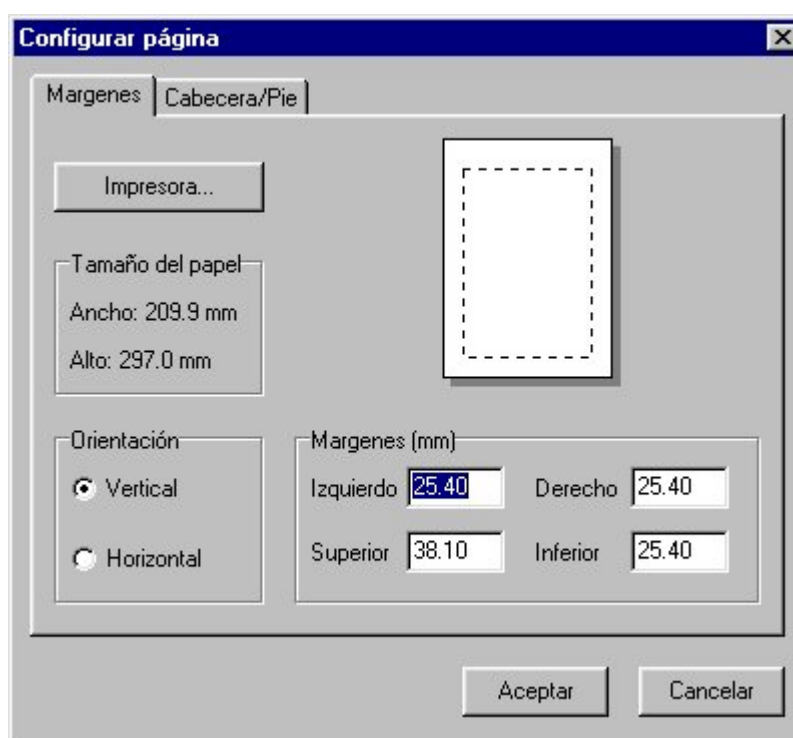 Configurar página
Margenes Cabecera/Pie
Impresora...
Tamaño del papel
Ancho: 209.9 mm
Alto: 297.0 mm
Orientación
Vertical
Horizontal
Margenes (mm)
Izquierdo 25.40 Derecho 25.40
Superior 38.10 Inferior 25.40
Aceptar Cancelar